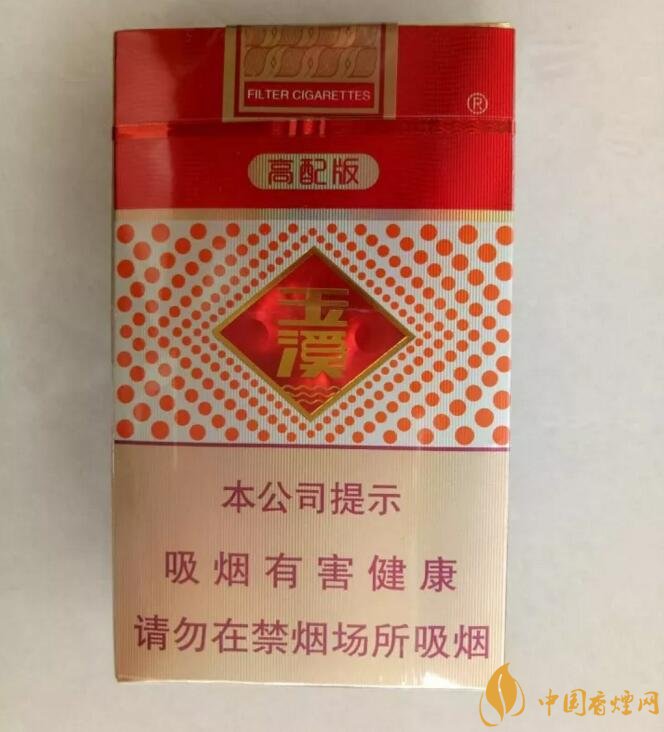 FILTER CIGARETTES
®
高配版
玉
溪
本公司提示
吸烟有害健康
请勿在禁烟场所吸烟
中国香煙网